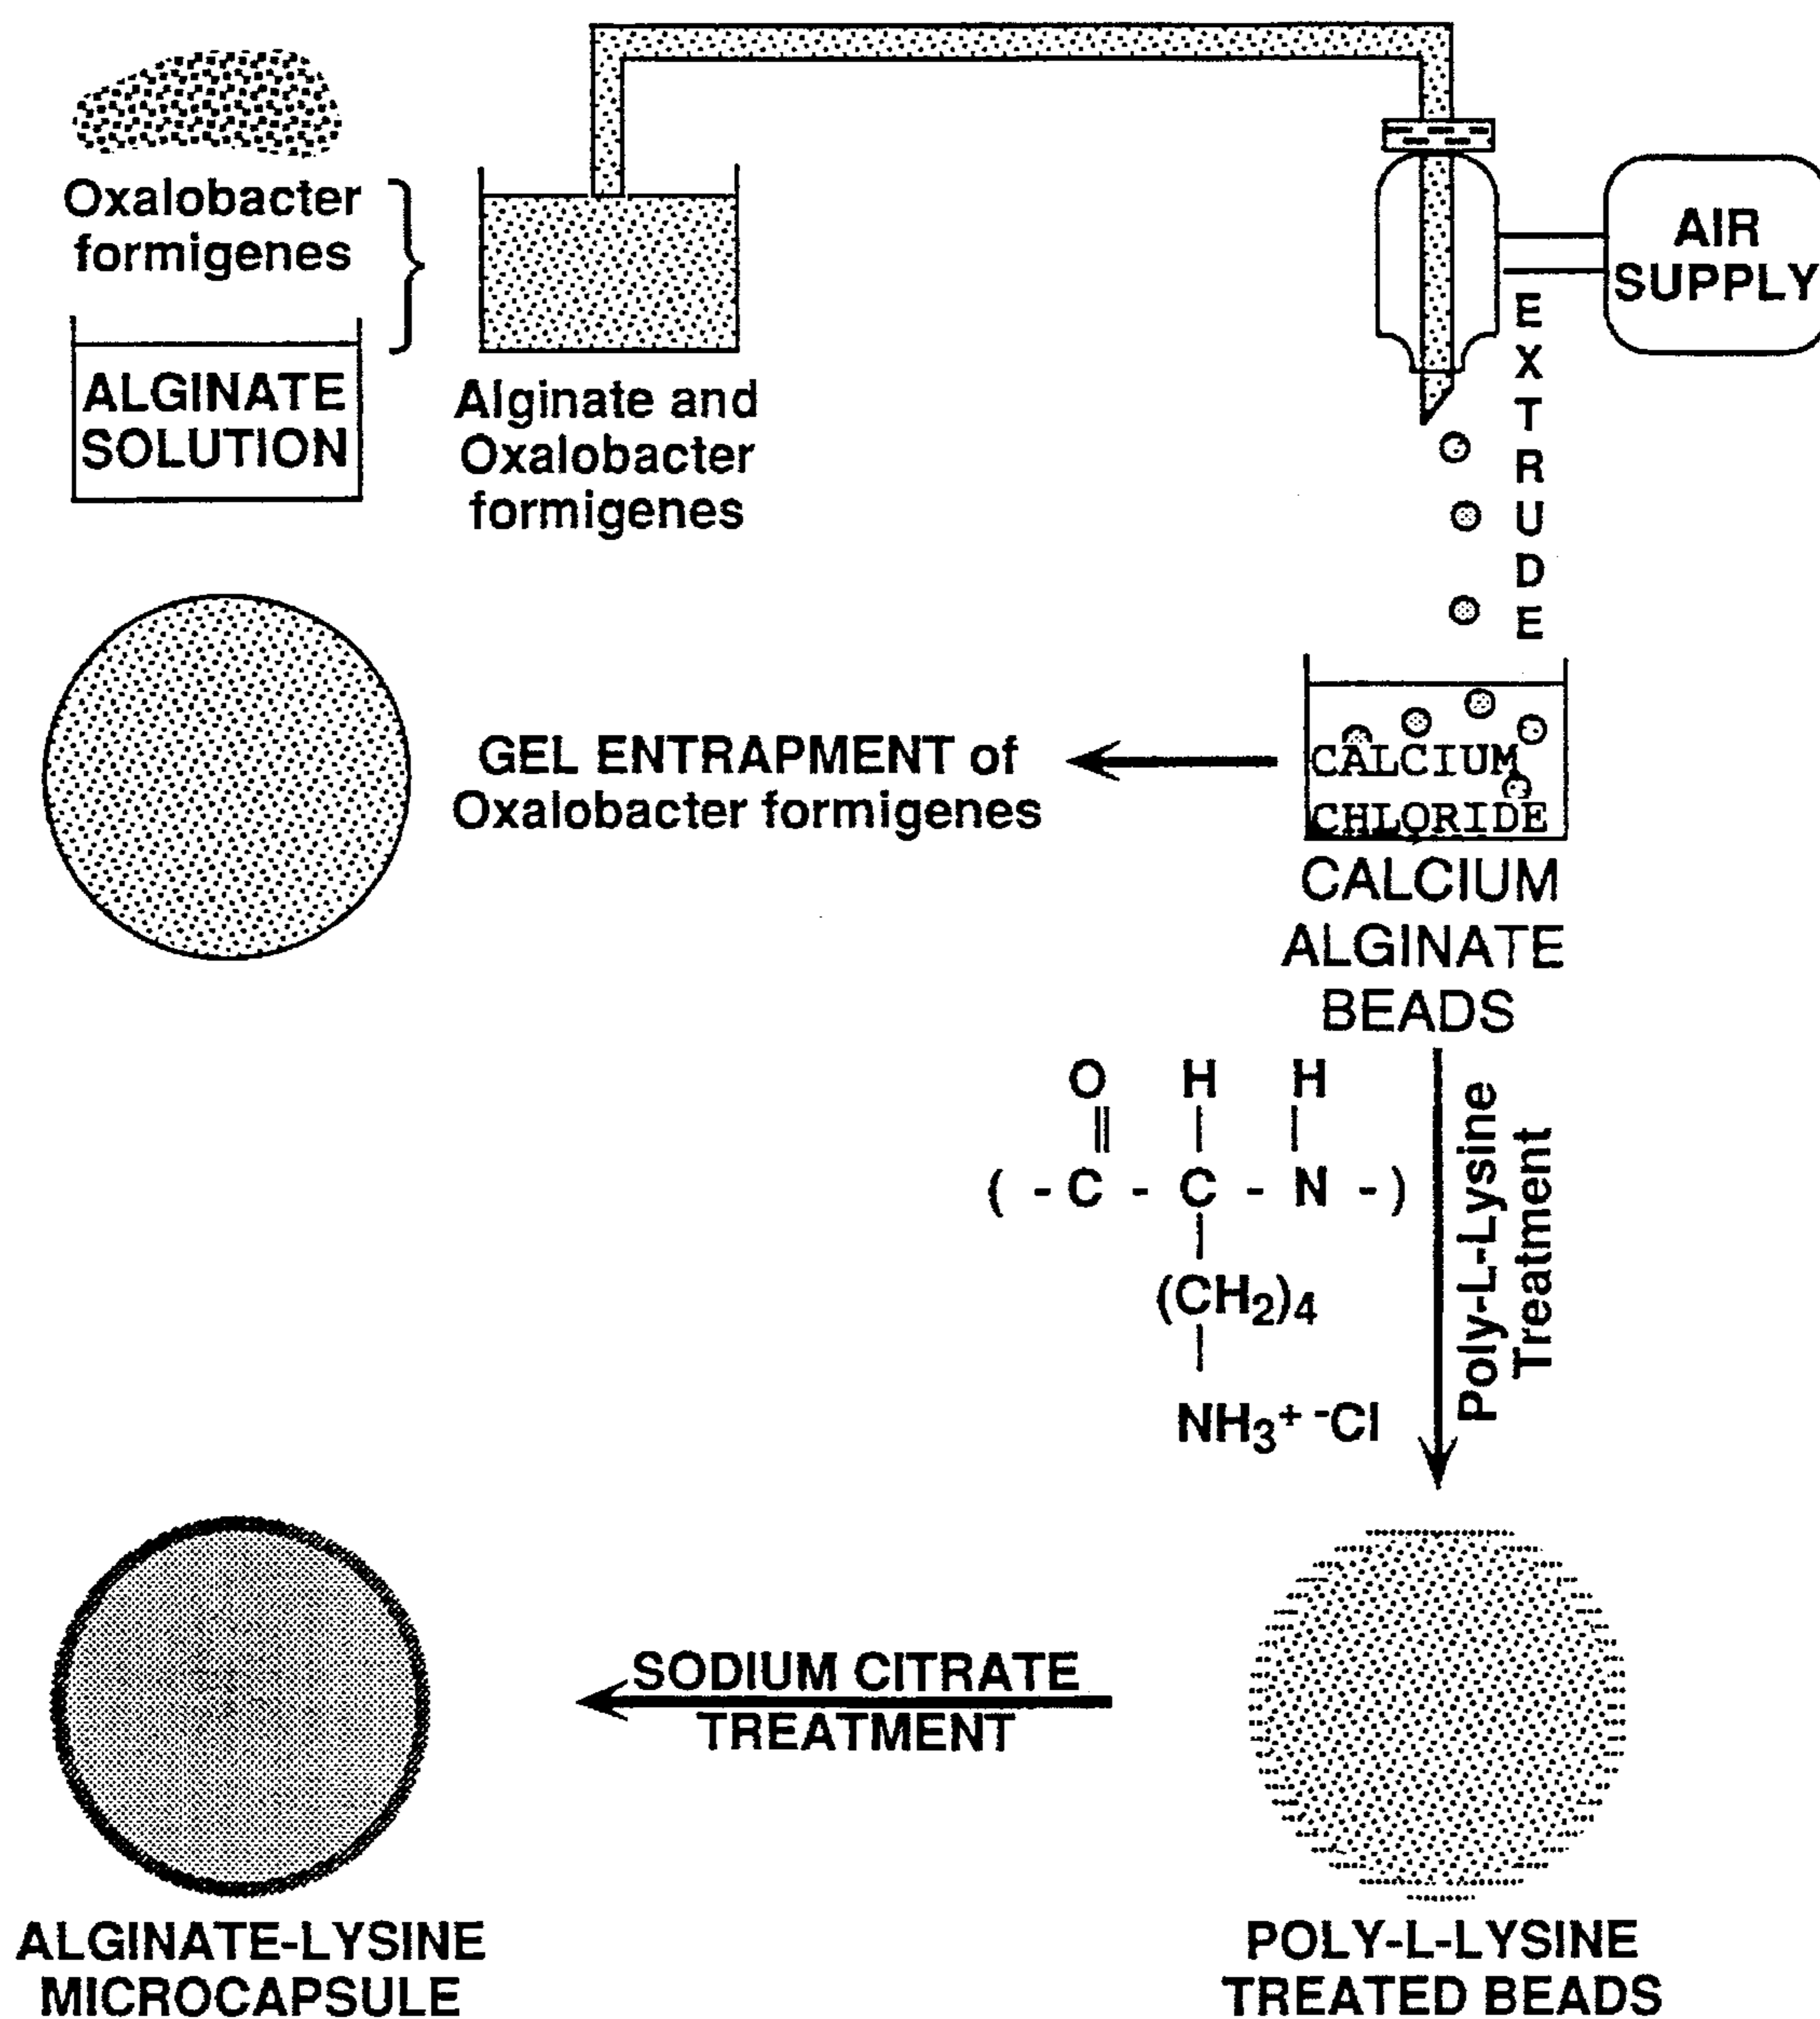 Oxalobacter
formigenes
ALGINATE
SOLUTION
Alginate and
Oxalobacter
formigenes
AIR
SUPPLY
EXTRUDE
CALCIUM
CHLORIDE
CALCIUM
ALGINATE
BEADS
GEL ENTRAPMENT of
Oxalobacter formigenes
O H H
( - C - C - N - )
(CH₂)₄
NH₃⁺ ⁻Cl
Poly-L-Lysine
Treatment
POLY-L-LYSINE
TREATED BEADS
SODIUM CITRATE
TREATMENT
ALGINATE-LYSINE
MICROCAPSULE